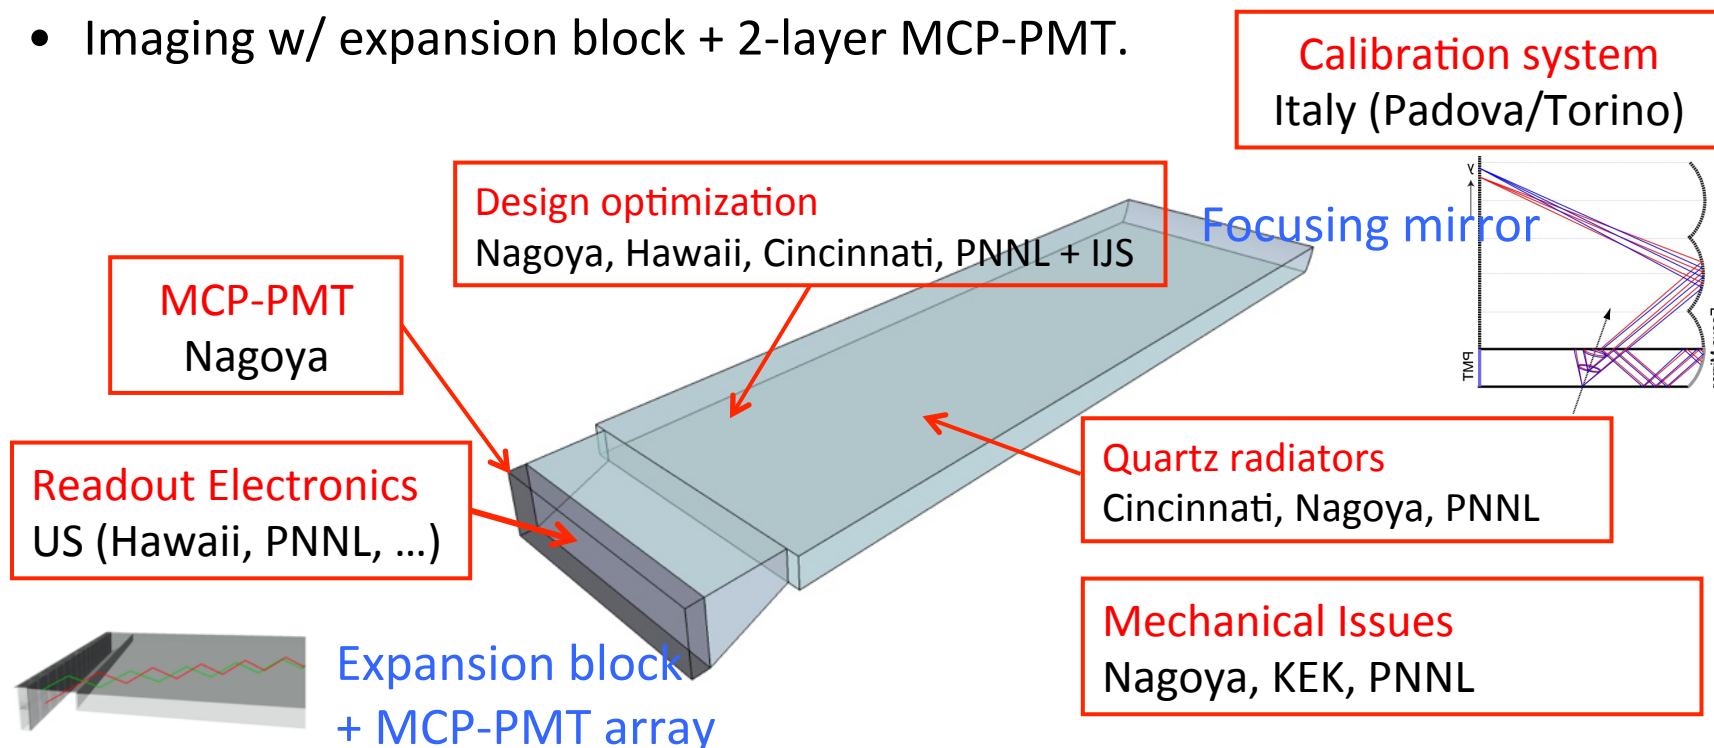 • Imaging w/ expansion block + 2-layer MCP-PMT.
Calibration system
Italy (Padova/Torino)
Design optimization
Nagoya, Hawaii, Cincinnati, PNNL + IJS
Focusing mirror
y
MCP-PMT
Nagoya
PMT
Readout Electronics
US (Hawaii, PNNL, ...)
Quartz radiators
Cincinnati, Nagoya, PNNL
Mechanical Issues
Nagoya, KEK, PNNL
Expansion block
+ MCP-PMT array